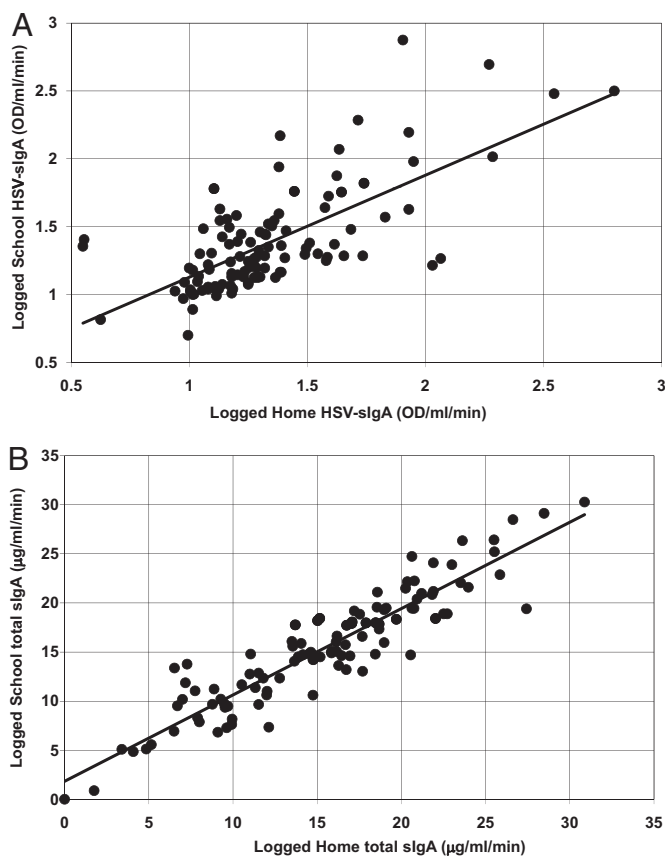 A
3
2.5
2
1.5
1
0.5
0.5 1 1.5 2 2.5 3
Logged School HSV-sIgA (OD/ml/min)
Logged Home HSV-sIgA (OD/ml/min)
B
35
30
25
20
15
10
5
0
0 5 10 15 20 25 30 35
Logged School total sIgA (µg/ml/min)
Logged Home total sIgA (µg/ml/min)